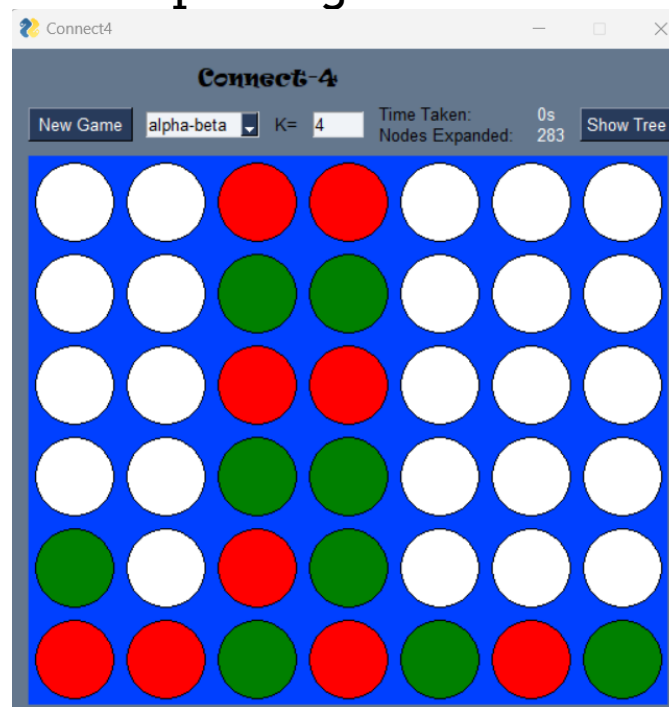 Connect4
Connect-4
New Game alpha-beta K= 4 Time Taken: 0s Show Tree
Nodes Expanded: 283